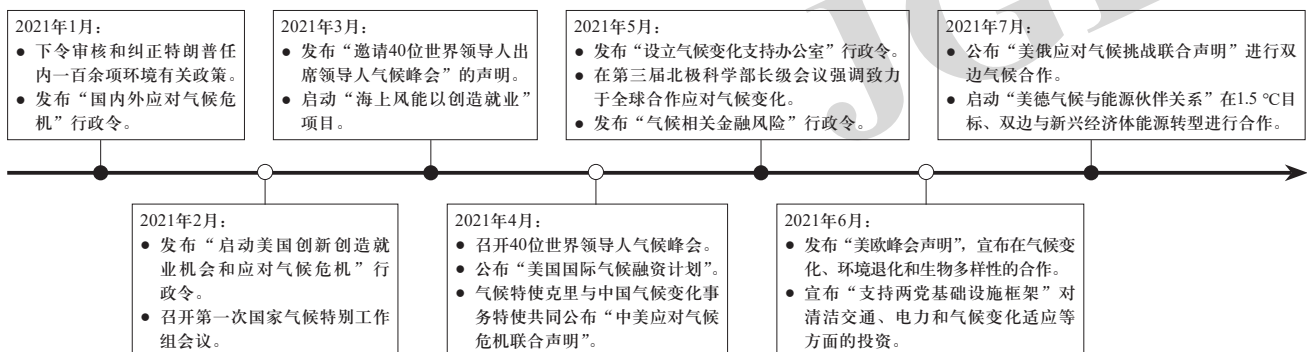 2021年1月：
● 下令审核和纠正特朗普任
内一百余项环境有关政策。
● 发布“国内外应对气候危
机”行政令。
2021年3月：
● 发布“邀请40位世界领导人出
席领导人气候峰会”的声明。
● 启动“海上风能以创造就业”
项目。
2021年5月：
● 发布“设立气候变化支持办公室”行政令。
● 在第三届北极科学部长级会议强调致力
于全球合作应对气候变化。
● 发布“气候相关金融风险”行政令。
2021年7月：
● 公布“美俄应对气候挑战联合声明”进行双
边气候合作。
● 启动“美德气候与能源伙伴关系”在1.5 ℃目
标、双边与新兴经济体能源转型进行合作。
2021年2月：
● 发布“启动美国创新创造就
业机会和应对气候危机”行
政令。
● 召开第一次国家气候特别工作
组会议。
2021年4月：
● 召开40位世界领导人气候峰会。
● 公布“美国国际气候融资计划”。
● 气候特使克里与中国气候变化事
务特使共同公布“中美应对气候
危机联合声明”。
2021年6月：
● 发布“美欧峰会声明”，宣布在气候变
化、环境退化和生物多样性的合作。
● 宣布“支持两党基础设施框架”对
清洁交通、电力和气候变化适应等
方面的投资。